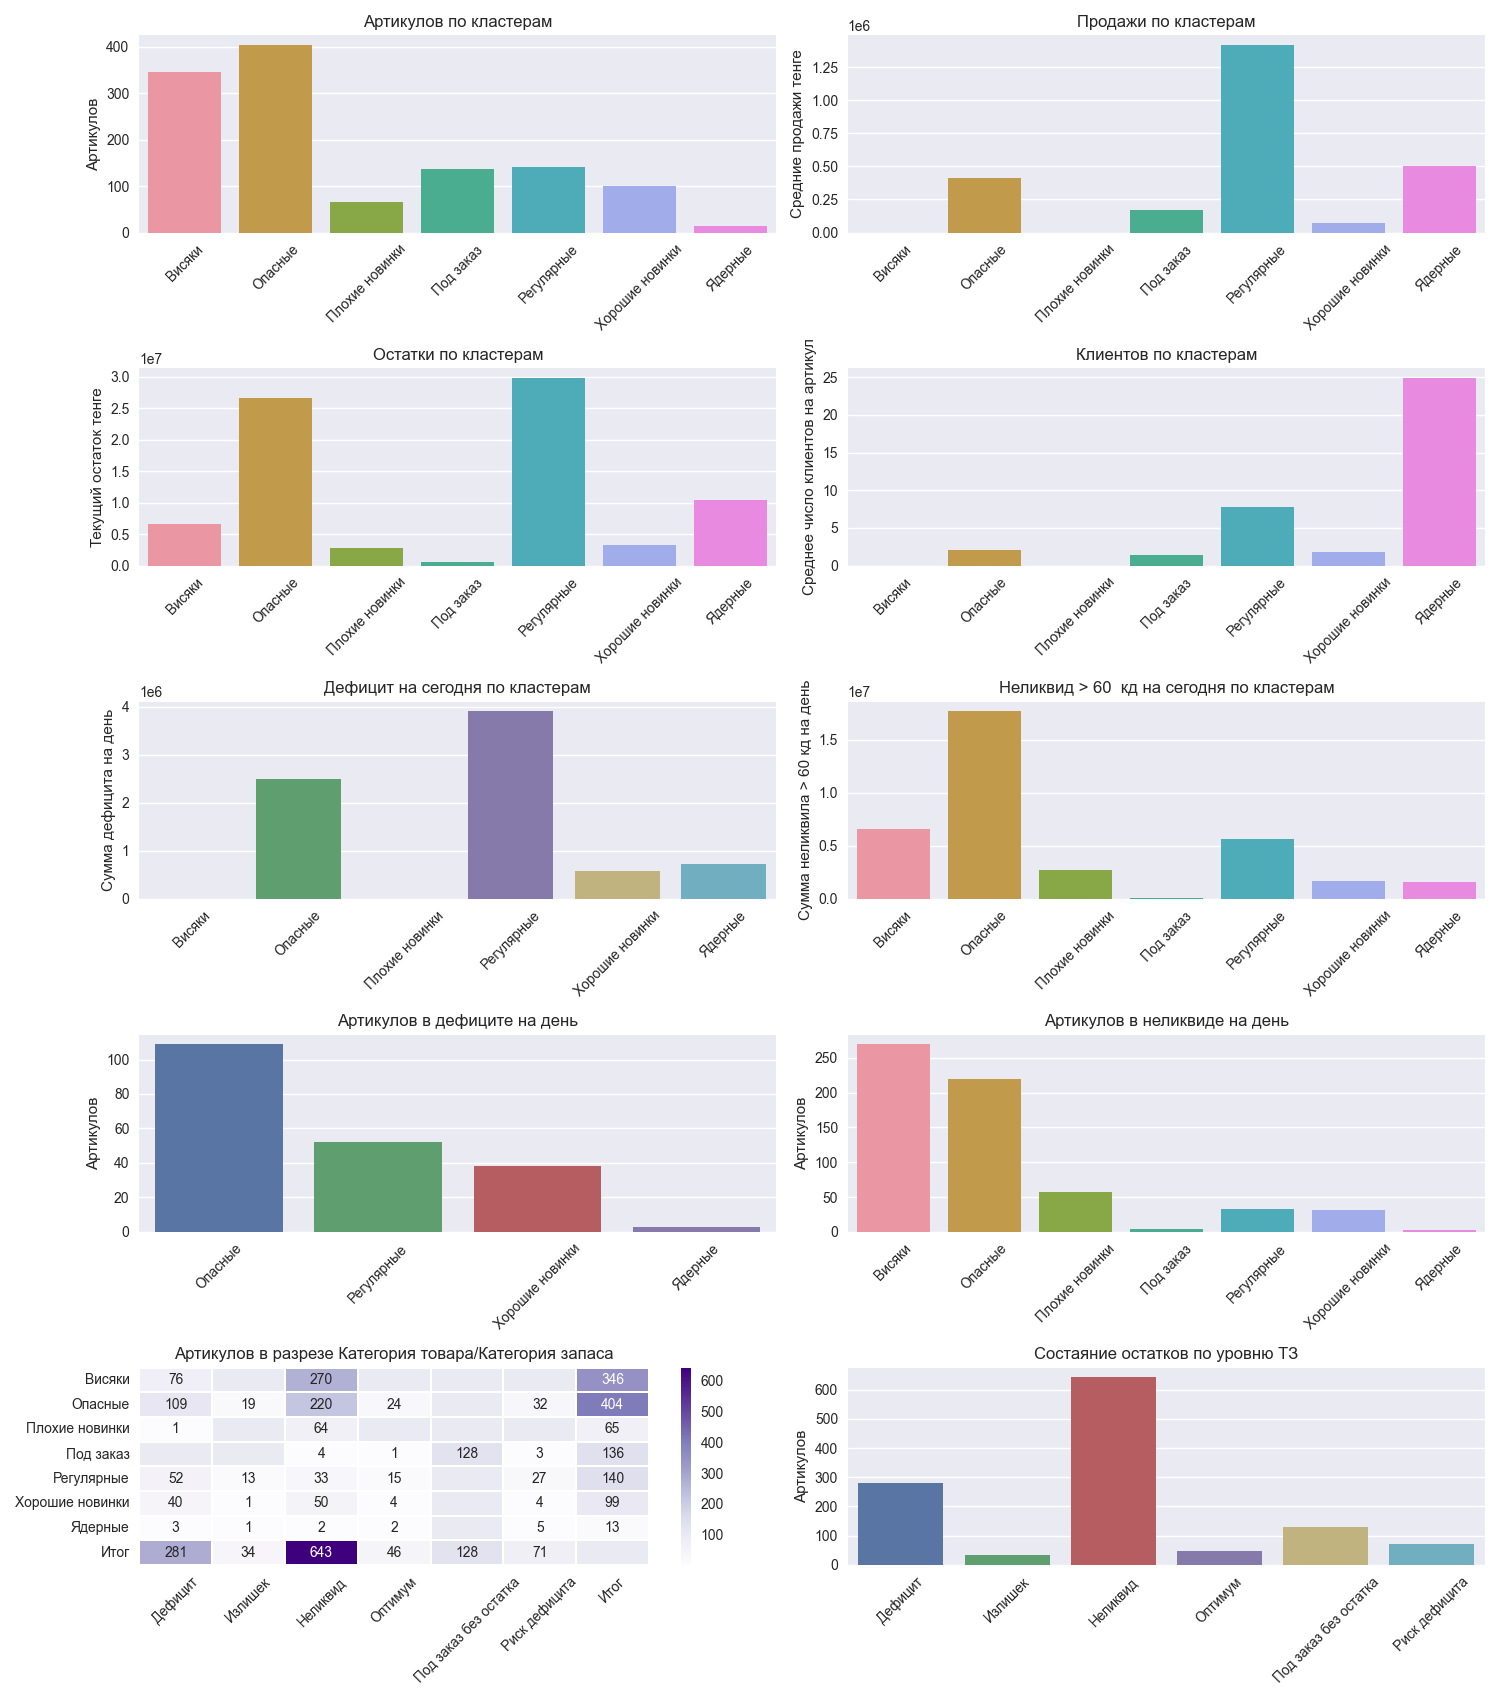 Артикулов по кластерам
Артикулов
400
300
200
100
0
Висяки
Опасные
Плохие новинки
Под заказ
Регулярные
Хорошие новинки
Ядерные
Продажи по кластерам
1e6
Средние продажи тенге
1.25
1.00
0.75
0.50
0.25
0.00
Висяки
Опасные
Плохие новинки
Под заказ
Регулярные
Хорошие новинки
Ядерные
Остатки по кластерам
1e7
Текущий остаток тенге
3.0
2.5
2.0
1.5
1.0
0.5
0.0
Висяки
Опасные
Плохие новинки
Под заказ
Регулярные
Хорошие новинки
Ядерные
Клиентов по кластерам
Среднее число клиентов на артикул
25
20
15
10
5
0
Висяки
Опасные
Плохие новинки
Под заказ
Регулярные
Хорошие новинки
Ядерные
Дефицит на сегодня по кластерам
1e6
Сумма дефицита на день
4
3
2
1
0
Висяки
Опасные
Плохие новинки
Регулярные
Хорошие новинки
Ядерные
Неликвид > 60 кд на сегодня по кластерам
1e7
Сумма неликвила > 60 кд на день
1.5
1.0
0.5
0.0
Висяки
Опасные
Плохие новинки
Под заказ
Регулярные
Хорошие новинки
Ядерные
Артикулов в дефиците на день
Артикулов
100
80
60
40
20
0
Опасные
Регулярные
Хорошие новинки
Ядерные
Артикулов в неликвиде на день
Артикулов
250
200
150
100
50
0
Висяки
Опасные
Плохие новинки
Под заказ
Регулярные
Хорошие новинки
Ядерные
Артикулов в разрезе Категория товара/Категория запаса
Висяки 76 270 346
Опасные 109 19 220 24 32 404
Плохие новинки 1 64 65
Под заказ 4 1 128 3 136
Регулярные 52 13 33 15 27 140
Хорошие новинки 40 1 50 4 4 99
Ядерные 3 1 2 2 5 13
Итог 281 34 643 46 128 71
Дефицит
Излишек
Неликвид
Оптимум
Под заказ без остатка
Риск дефицита
Итог
600
500
400
300
200
100
Состаяние остатков по уровню ТЗ
Артикулов
600
500
400
300
200
100
0
Дефицит
Излишек
Неликвид
Оптимум
Под заказ без остатка
Риск дефицита